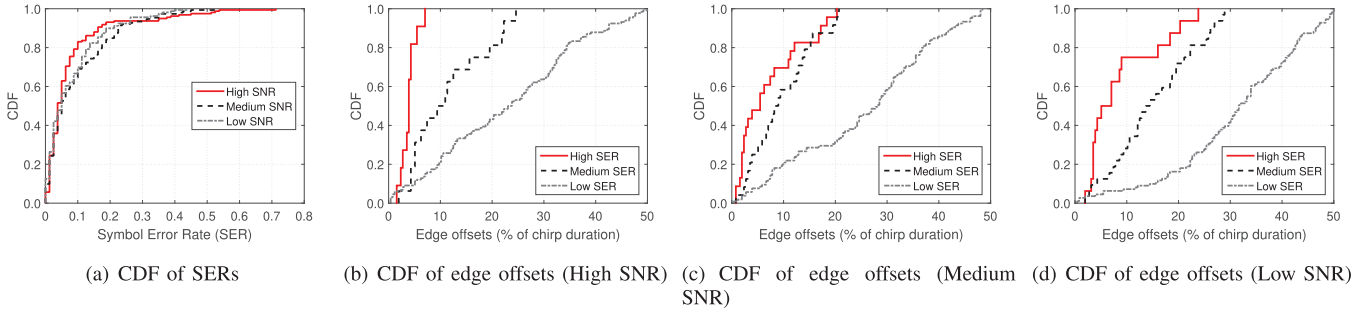 1.0
0.8
0.6
0.4
0.2
0.0
CDF
0 0.1 0.2 0.3 0.4 0.5 0.6 0.7 0.8
Symbol Error Rate (SER)
High SNR
Medium SNR
Low SNR
(a) CDF of SERs
1.0
0.8
0.6
0.4
0.2
0.0
CDF
0 10 20 30 40 50
Edge offsets (% of chirp duration)
High SER
Medium SER
Low SER
(b) CDF of edge offsets (High SNR)
1.0
0.8
0.6
0.4
0.2
0.0
CDF
0 10 20 30 40 50
Edge offsets (% of chirp duration)
High SER
Medium SER
Low SER
(c) CDF of edge offsets (Medium
SNR)
1.0
0.8
0.6
0.4
0.2
0.0
CDF
0 10 20 30 40 50
Edge offsets (% of chirp duration)
High SER
Medium SER
Low SER
(d) CDF of edge offsets (Low SNR)